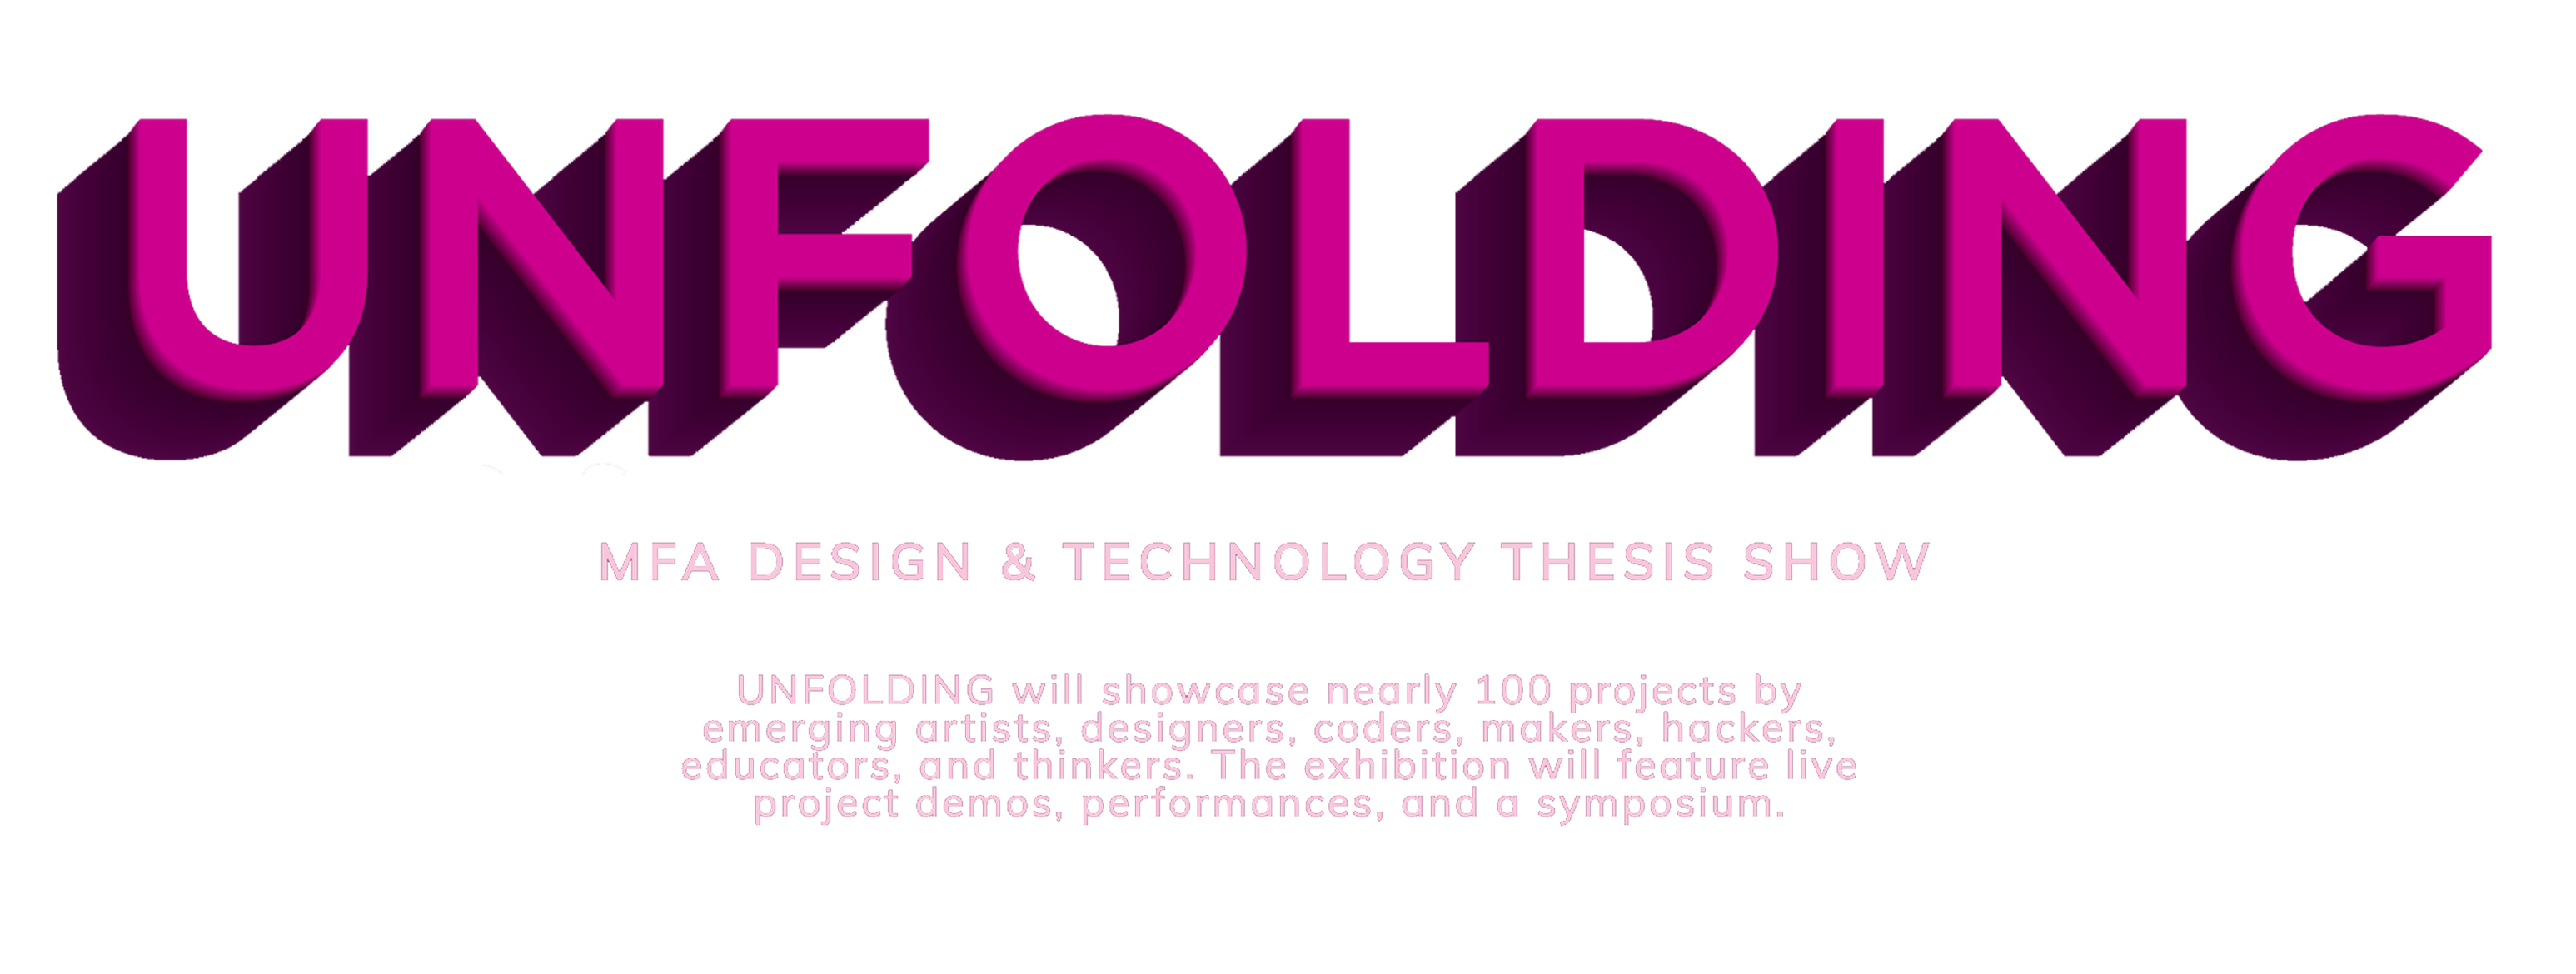 UNFOLDING
MFA DESIGN & TECHNOLOGY THESIS SHOW
UNFOLDING will showcase nearly 100 projects by
emerging artists, designers, coders, makers, hackers,
educators, and thinkers. The exhibition will feature live
project demos, performances, and a symposium.